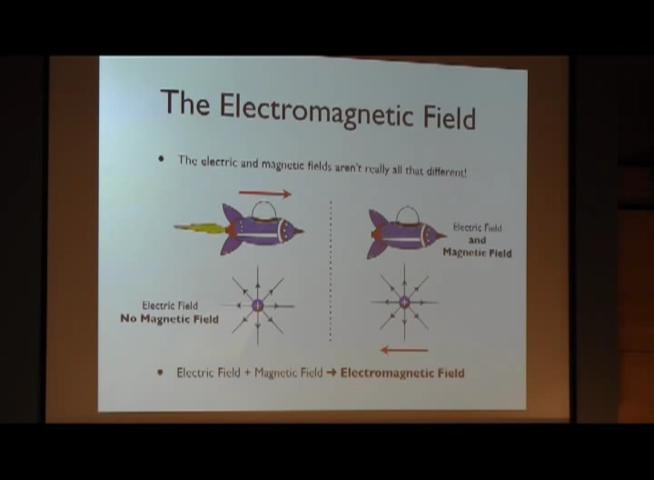 The Electromagnetic Field
• The electric and magnetic fields aren't really all that different!
Electric Field
No Magnetic Field
+
Electric Field
and
Magnetic Field
+
• Electric Field + Magnetic Field → Electromagnetic Field